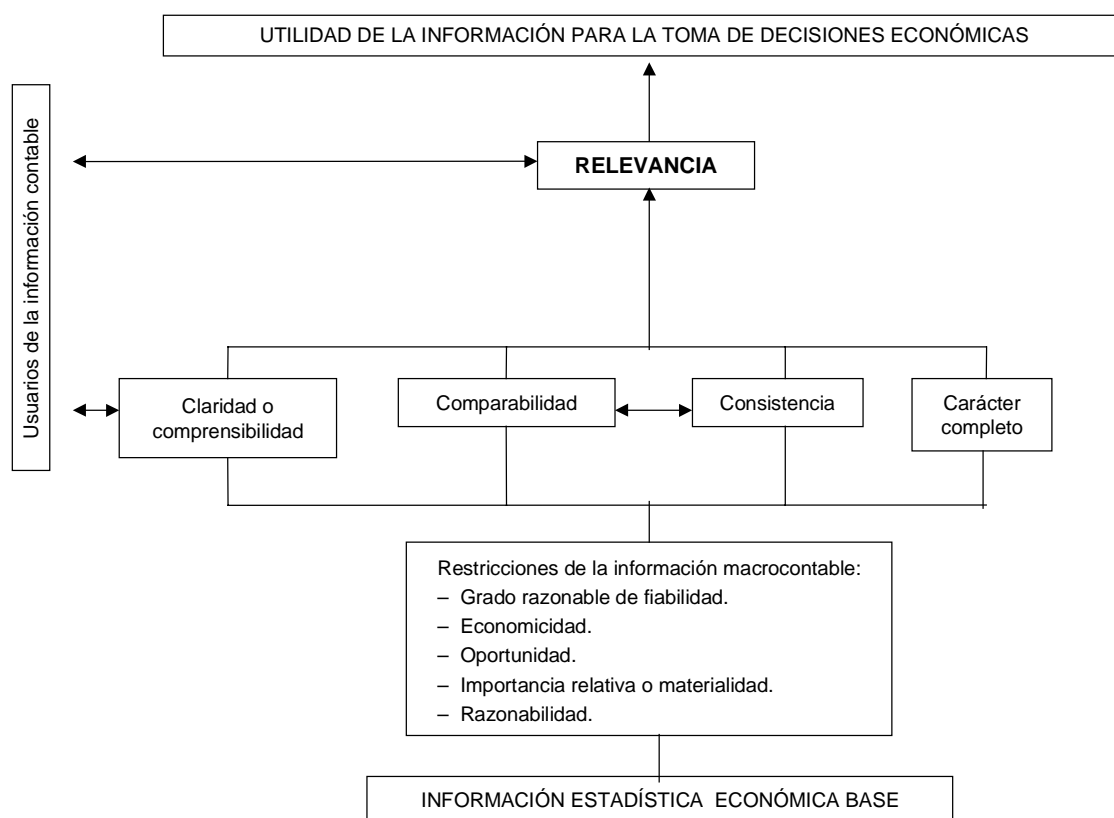 UTILIDAD DE LA INFORMACIÓN PARA LA TOMA DE DECISIONES ECONÓMICAS
Usuarios de la información contable
RELEVANCIA
Claridad o
comprensibilidad
Comparabilidad
Consistencia
Carácter
completo
Restricciones de la información macrocontable:
– Grado razonable de fiabilidad.
– Economicidad.
– Oportunidad.
– Importancia relativa o materialidad.
– Razonabilidad.
INFORMACIÓN ESTADÍSTICA ECONÓMICA BASE